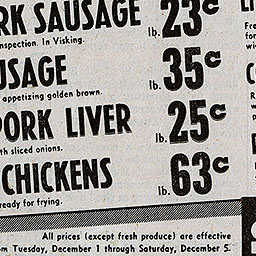 RK SAUSAGE lb. 23c
nspection. In Visking.
USAGE lb. 35c
appetizing golden brown.
PORK LIVER lb. 25c
th sliced onions.
CHICKENS lb. 63c
ready for frying.
All prices (except fresh produce) are effective
om Tuesday, December 1 through Saturday, December 5.